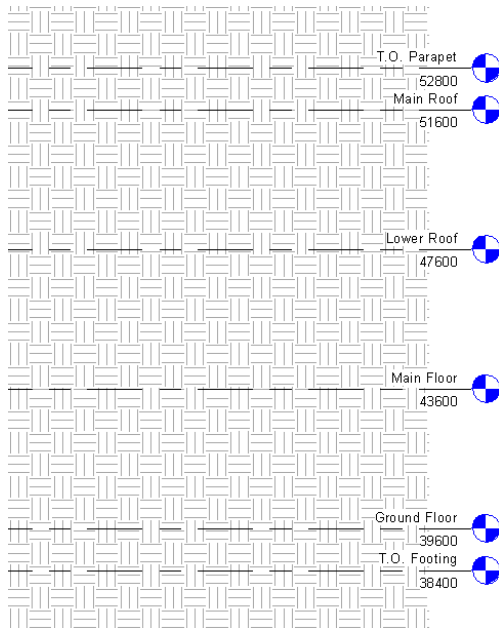 T.O. Parapet
52800
Main Roof
51600
Lower Roof
47600
Main Floor
43600
Ground Floor
39600
T.O. Footing
38400